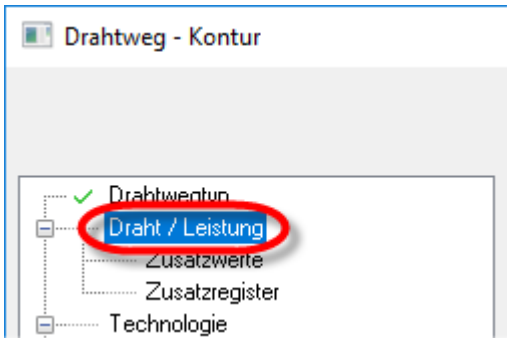 Drahtweg - Kontur
Drahtwegtyp
Draht / Leistung
Zusatzwerte
Zusatzregister
Technologie